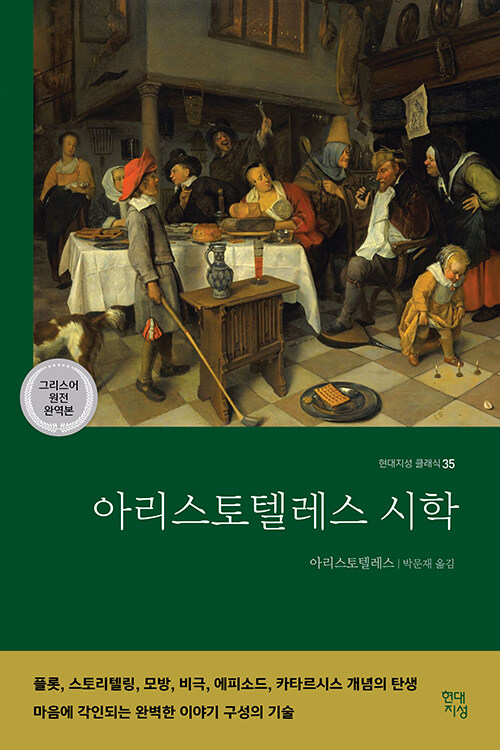 그리스어
원전
완역본
현대지성 클래식 35
아리스토텔레스 시학
아리스토텔레스 | 박문재 옮김
플롯, 스토리텔링, 모방, 비극, 에피소드, 카타르시스 개념의 탄생
마음에 각인되는 완벽한 이야기 구성의 기술
현대
지성